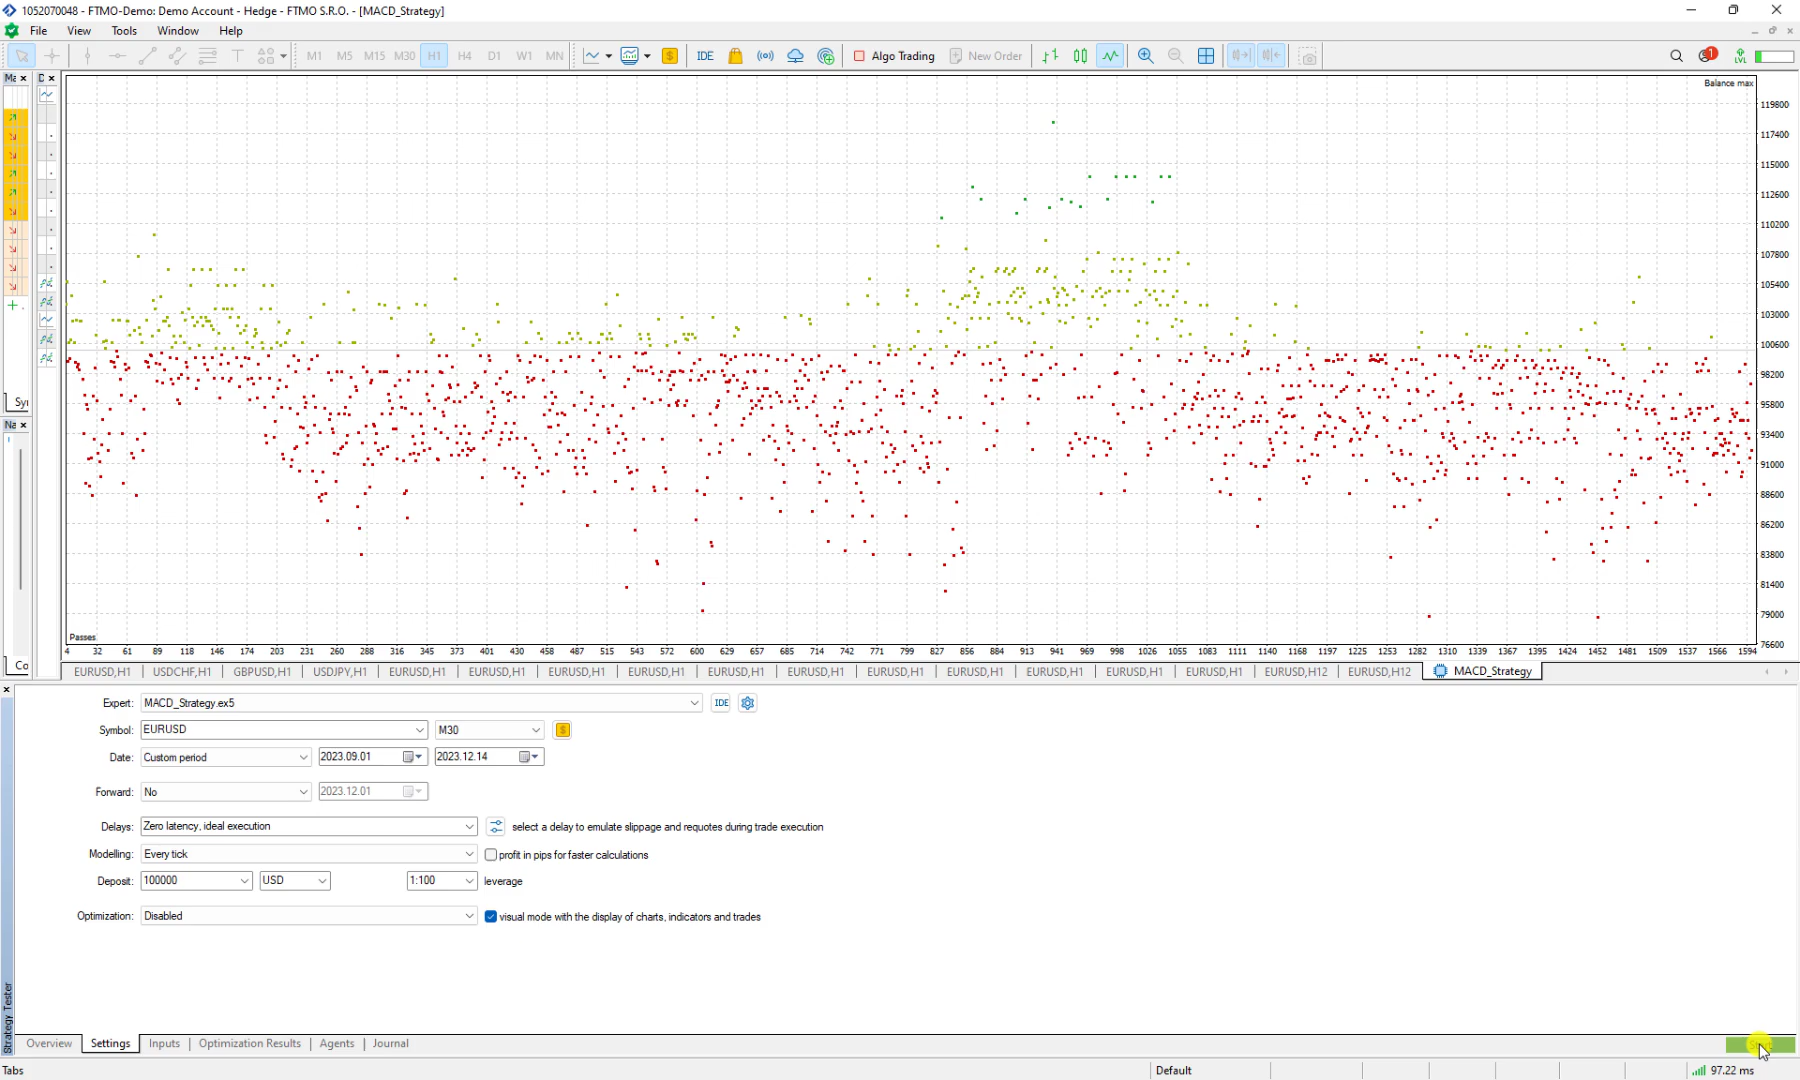 1052070048 - FTMO-Demo: Demo Account - Hedge - FTMO S.R.O. - [MACD_Strategy]
File View Tools Window Help
M1 M5 M15 M30 H1 H4 D1 W1 MN IDE Algo Trading New Order 1 LVL
Balance max
119800
117400
115000
112600
110200
107800
105400
103000
100600
98200
95800
93400
91000
88600
86200
83800
81400
79000
76600
Passes
4 32 61 89 118 146 174 203 231 260 288 316 345 373 401 430 458 487 515 543 572 600 629 657 685 714 742 771 799 827 856 884 913 941 969 998 1026 1055 1083 1111 1140 1168 1197 1225 1253 1282 1310 1339 1367 1395 1424 1452 1481 1509 1537 1566 1594
EURUSD,H1 USDCHF,H1 GBPUSD,H1 USDJPY,H1 EURUSD,H1 EURUSD,H1 EURUSD,H1 EURUSD,H1 EURUSD,H1 EURUSD,H1 EURUSD,H1 EURUSD,H1 EURUSD,H1 EURUSD,H1 EURUSD,H1 EURUSD,H12 EURUSD,H12 MACD_Strategy
Expert: MACD_Strategy.ex5 IDE
Symbol: EURUSD M30
Date: Custom period 2023.09.01 2023.12.14
Forward: No 2023.12.01
Delays: Zero latency, ideal execution select a delay to emulate slippage and requotes during trade execution
Modelling: Every tick profit in pips for faster calculations
Deposit: 100000 USD 1:100 leverage
Optimization: Disabled visual mode with the display of charts, indicators and trades
Strategy Tester
Overview Settings Inputs Optimization Results Agents Journal
Tabs Default 97.22 ms